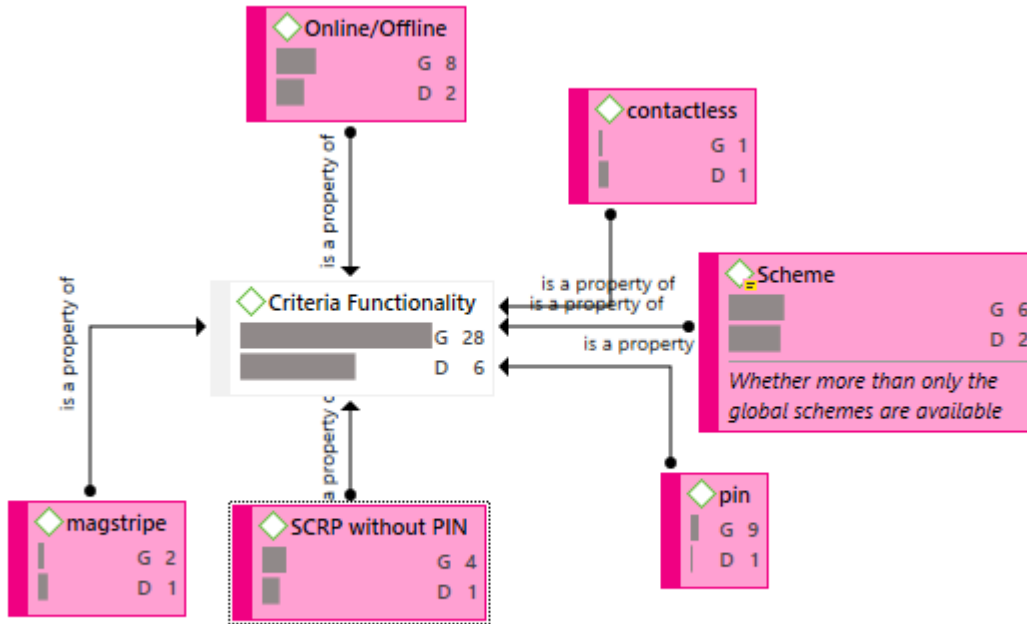 Online/Offline
G 8
D 2
contactless
G 1
D 1
is a property of
is a property of
is a property of
is a property of
is a property
Scheme
G 6
D 2
Whether more than only the
global schemes are available
Criteria Functionality
G 28
D 6
a property
magstripe
G 2
D 1
SCRP without PIN
G 4
D 1
pin
G 9
D 1